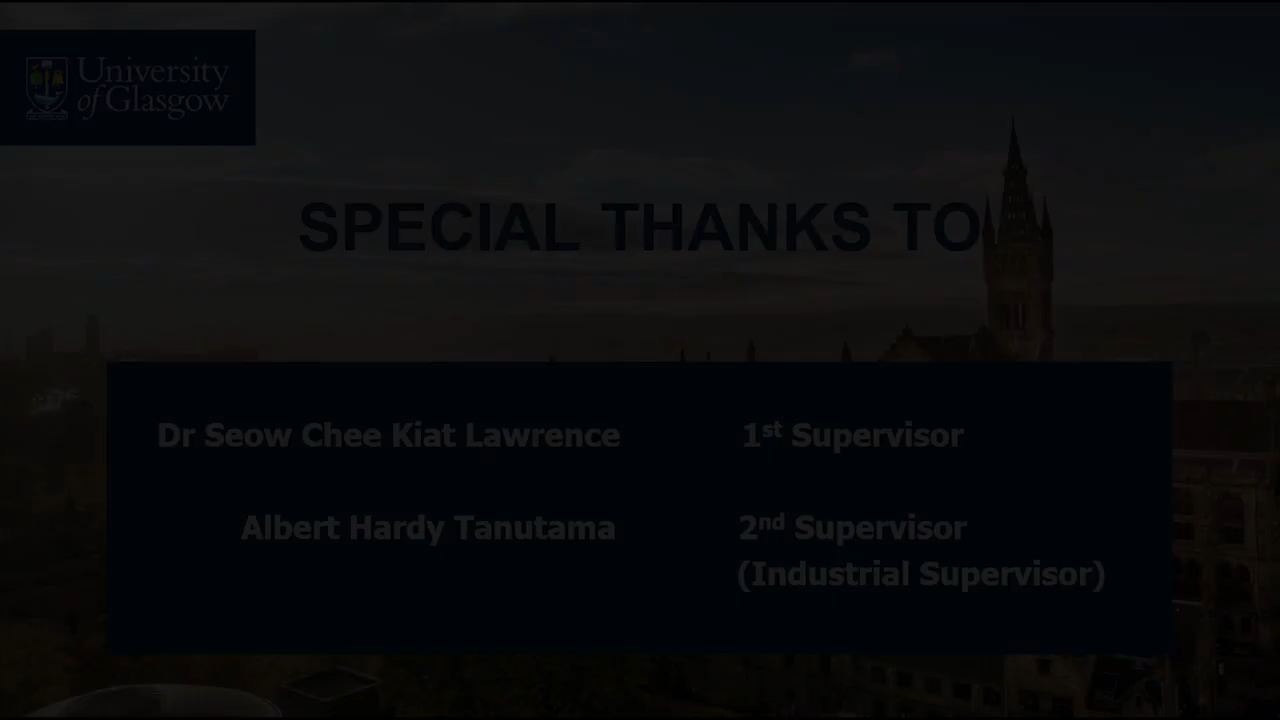 University
of Glasgow
SPECIAL THANKS TO
Dr Seow Chee Kiat Lawrence 1st Supervisor
Albert Hardy Tanutama 2nd Supervisor
(Industrial Supervisor)